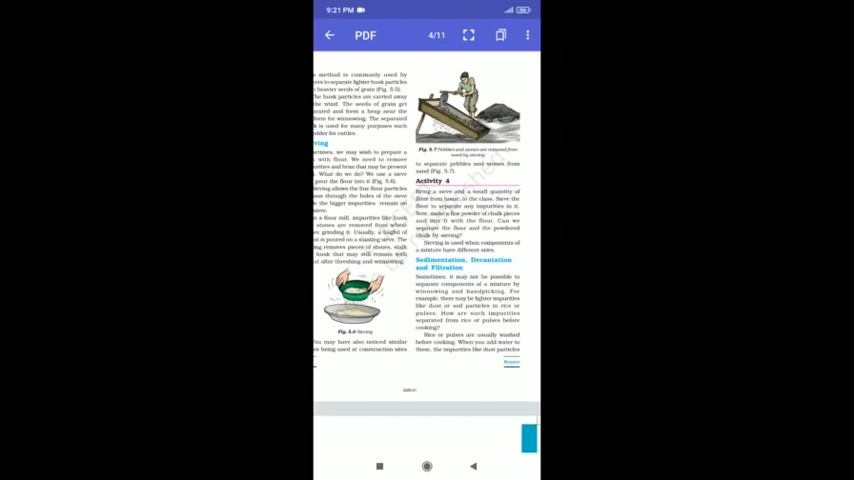 9:21 PM
PDF
4/11
method is commonly used by
to separate lighter husk particles
heavier seeds of grain (Fig. 5.5).
The husk particles are carried away
the wind. The seeds of grain get
and form a heap near the
for winnowing. The separated
is used for many purposes such
fodder for cattles.
we may wish to prepare a
with flour. We need to remove
and bran that may be present
What do we do? We use a sieve
pour the flour into it (Fig. 5.6).
Sieving allows the fine flour particles
through the holes of the sieve
the bigger impurities remain on
sieve.
a flour mill, impurities like husk
stones are removed from wheat
grinding it. Usually, a bagful of
is poured on a slanting sieve. The
removes pieces of stones, stalk
husk that may still remain with
after threshing and winnowing.
Fig. 5.6 Sieving
You may have also noticed similar
being used at construction sites
Fig. 5.7 Pebbles and stones are removed from
sand by sieving
to separate pebbles and stones from
sand (Fig. 5.7).
Activity 4
Bring a sieve and a small quantity of
flour from home, to the class. Sieve the
flour to separate any impurities in it.
Now, make a fine powder of chalk pieces
and mix it with the flour. Can we
separate the flour and the powdered
chalk by sieving?
Sieving is used when components of
a mixture have different sizes.
Sedimentation, Decantation
and Filtration
Sometimes, it may not be possible to
separate components of a mixture by
winnowing and handpicking. For
example, there may be lighter impurities
like dust or soil particles in rice or
pulses. How are such impurities
separated from rice or pulses before
cooking?
Rice or pulses are usually washed
before cooking. When you add water to
these, the impurities like dust particles